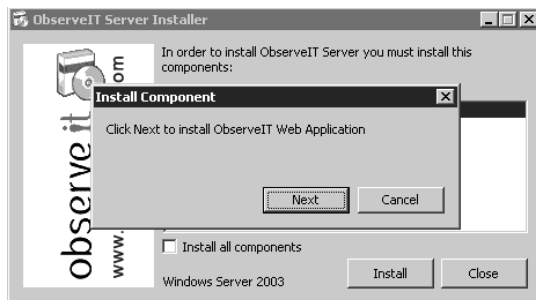 ObserveIT Server Installer
In order to install ObserveIT Server you must install this
components:
Install Component
Click Next to install ObserveIT Web Application
Next
Cancel
observe it
www.
om
Install all components
Windows Server 2003
Install
Close